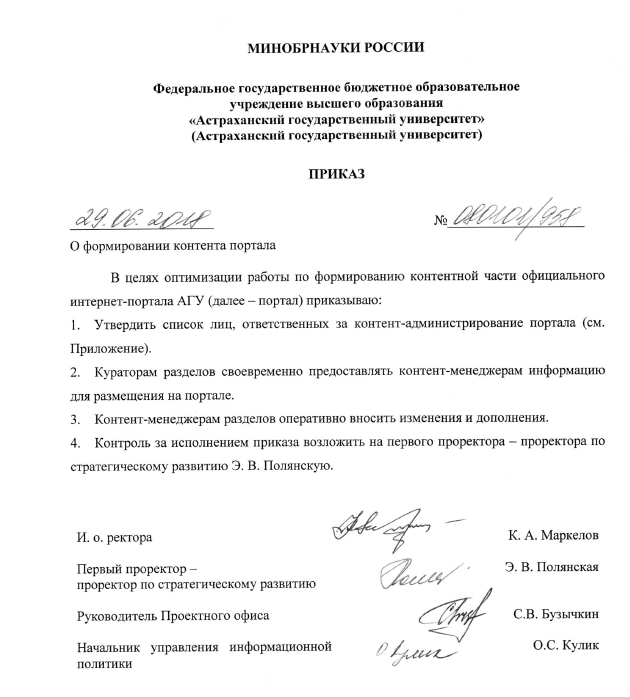 МИНОБРНАУКИ РОССИИ
Федеральное государственное бюджетное образовательное
учреждение высшего образования
«Астраханский государственный университет»
(Астраханский государственный университет)
ПРИКАЗ
29.06.2018 № 080101/958
О формировании контента портала
В целях оптимизации работы по формированию контентной части официального
интернет-портала АГУ (далее – портал) приказываю:
1. Утвердить список лиц, ответственных за контент-администрирование портала (см.
Приложение).
2. Кураторам разделов своевременно предоставлять контент-менеджерам информацию
для размещения на портале.
3. Контент-менеджерам разделов оперативно вносить изменения и дополнения.
4. Контроль за исполнением приказа возложить на первого проректора – проректора по
стратегическому развитию Э. В. Полянскую.
И. о. ректора К. А. Маркелов
Первый проректор – Э. В. Полянская
проректор по стратегическому развитию
Руководитель Проектного офиса С.В. Бузычкин
Начальник управления информационной О.С. Кулик
политики